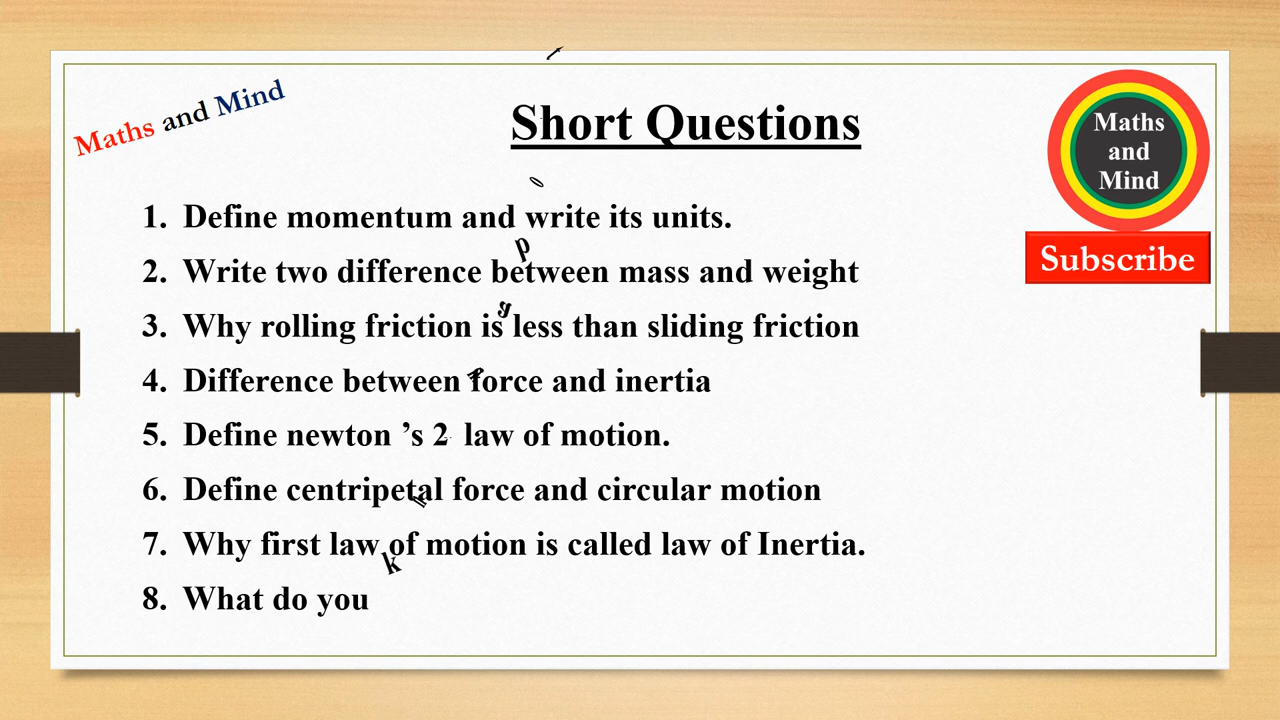 Maths and Mind
Short Questions
Maths
and
Mind
Subscribe
1. Define momentum and write its units.
2. Write two difference between mass and weight
3. Why rolling friction is less than sliding friction
4. Difference between force and inertia
5. Define newton ’s 2 law of motion.
6. Define centripetal force and circular motion
7. Why first law of motion is called law of Inertia.
8. What do you